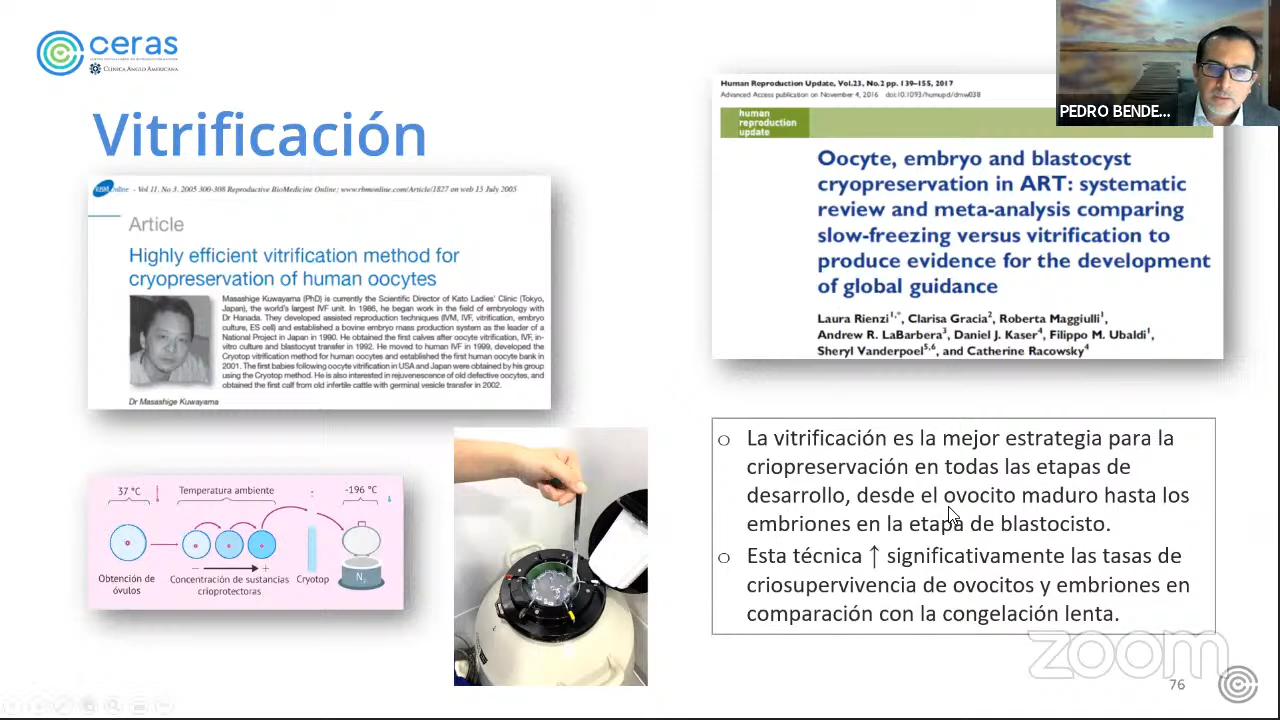 ceras
CLINICA ANGLO AMERICANA
PEDRO BENDE...
Vitrificación
Online - Vol 11. No 3. 2005 300-308 Reproductive BioMedicine Online; www.rbmonline.com/Article/1827 on web 15 July 2005
Article
Highly efficient vitrification method for
cryopreservation of human oocytes
Masashige Kuwayama (PhD) is currently the Scientific Director of Kato Ladies' Clinic (Tokyo,
Japan), the world's largest IVF unit. In 1986, he began work in the field of embryology with
Dr Hanada. They developed assisted reproduction techniques (IVM, IVF, vitrification, embryo
culture, ES cell) and established a bovine embryo mass production system as the leader of a
National Project in Japan in 1990. He obtained the first calves after oocyte vitrification, IVF, in-
vitro culture and blastocyst transfer in 1992. He moved to human IVF in 1999, developed the
Cryotop vitrification method for human oocytes and established the first human oocyte bank in
2001. The first babies following oocyte vitrification in USA and Japan were obtained by his group
using the Cryotop method. He is also interested in rejuvenescence of old defective oocytes, and
obtained the first calf from old infertile cattle with germinal vesicle transfer in 2002.
Dr Masashige Kuwayama
Human Reproduction Update, Vol.23, No.2 pp. 139–155, 2017
Advanced Access publication on November 4, 2016 doi:10.1093/humupd/dmw038
human
reproduction
update
Oocyte, embryo and blastocyst
cryopreservation in ART: systematic
review and meta-analysis comparing
slow-freezing versus vitrification to
produce evidence for the development
of global guidance
Laura Rienzi1,*, Clarisa Gracia2, Roberta Maggiulli1,
Andrew R. LaBarbera3, Daniel J. Kaser4, Filippo M. Ubaldi1,
Sheryl Vanderpoel5,6, and Catherine Racowsky4
37 °C
Temperatura ambiente
-196 °C
- +
N2
Obtención de
óvulos
Concentración de sustancias
crioprotectoras
Cryotop
○ La vitrificación es la mejor estrategia para la
criopreservación en todas las etapas de
desarrollo, desde el ovocito maduro hasta los
embriones en la etapa de blastocisto.
○ Esta técnica ↑ significativamente las tasas de
criosupervivencia de ovocitos y embriones en
comparación con la congelación lenta.
zoom
76